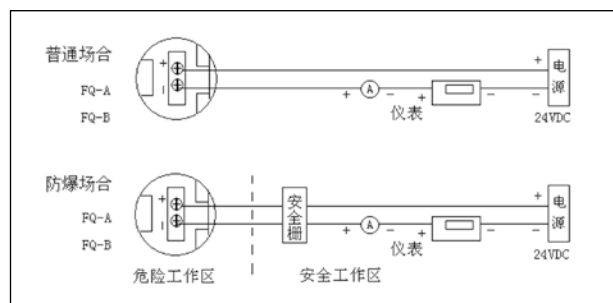 普通场合
FQ-A
FQ-B
+
-
+ A - + 仪表 -
+
-
电源
24VDC
防爆场合
FQ-A
FQ-B
+
-
安全栅
+ A - + 仪表 -
+
-
电源
24VDC
危险工作区
安全工作区